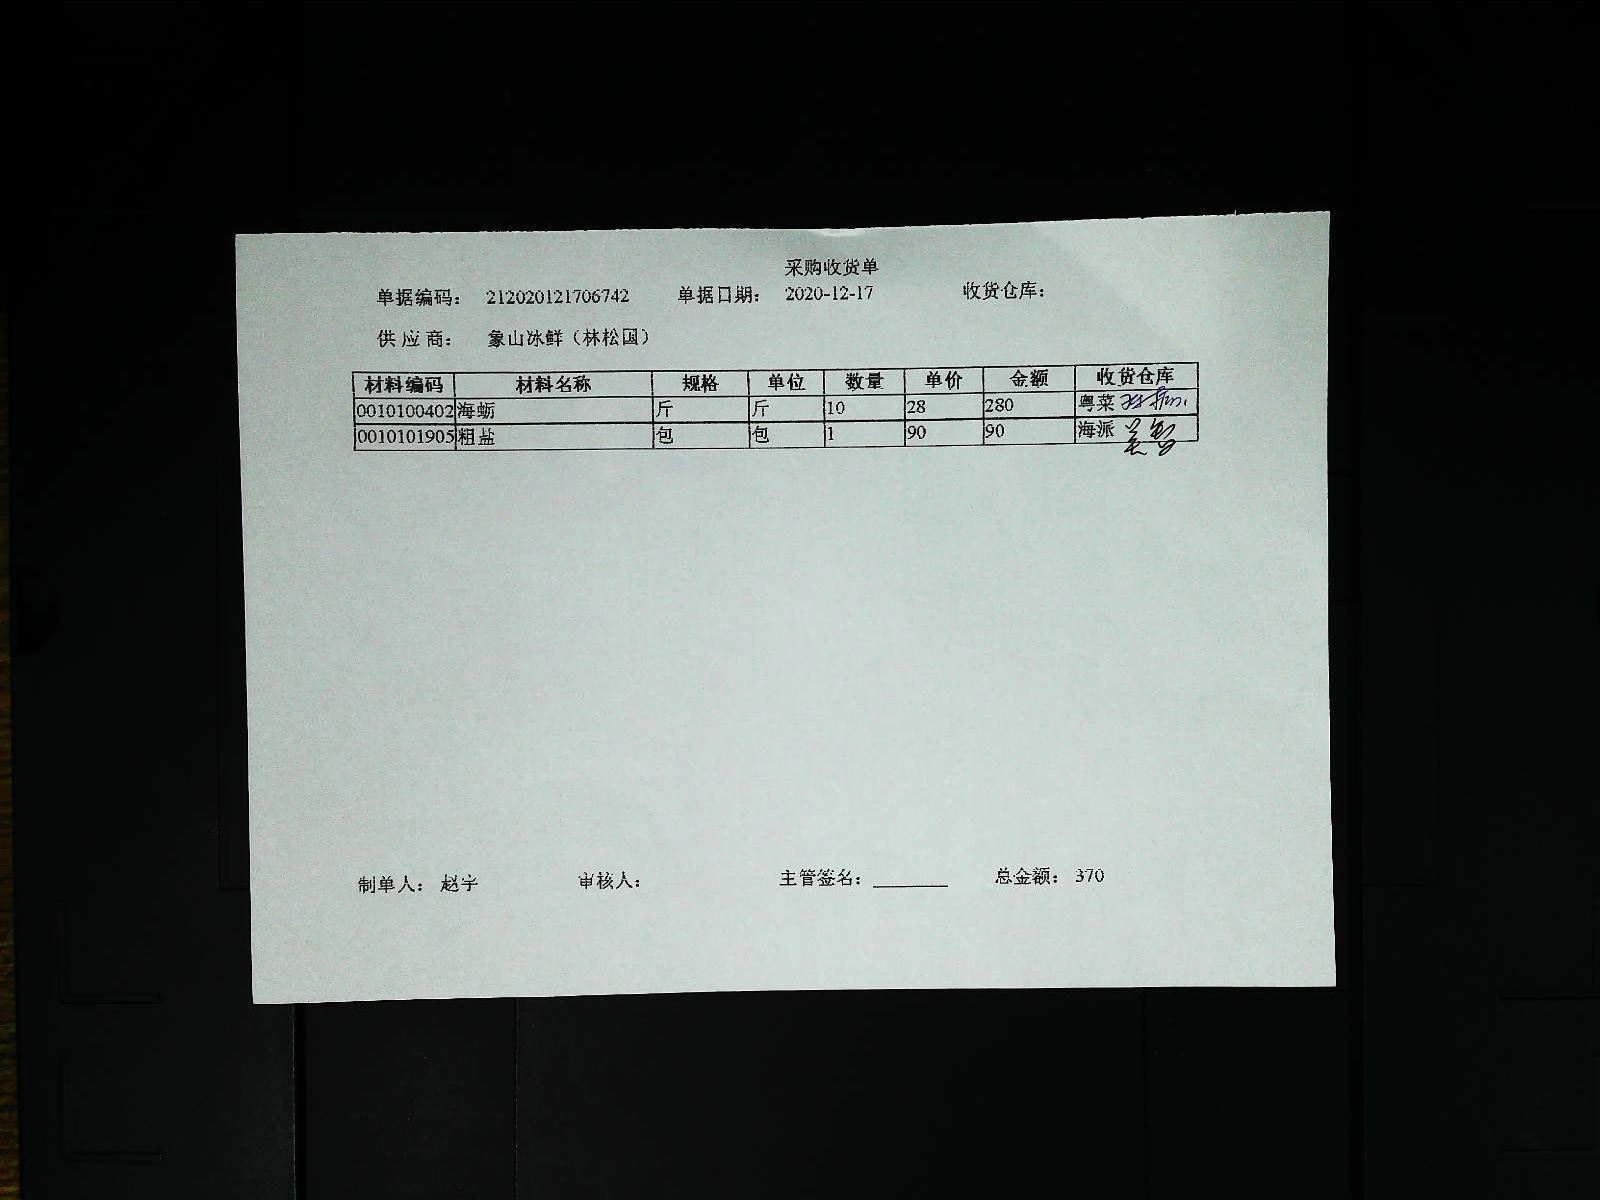 采购收货单
单据编码： 212020121706742 单据日期： 2020-12-17 收货仓库：
供 应 商： 象山冰鲜（林松国）
材料编码 材料名称 规格 单位 数量 单价 金额 收货仓库
0010100402 海蛎 斤 斤 10 28 280 粤菜
0010101905 粗盐 包 包 1 90 90 海派
制单人： 赵宇 审核人： 主管签名： 总金额： 370